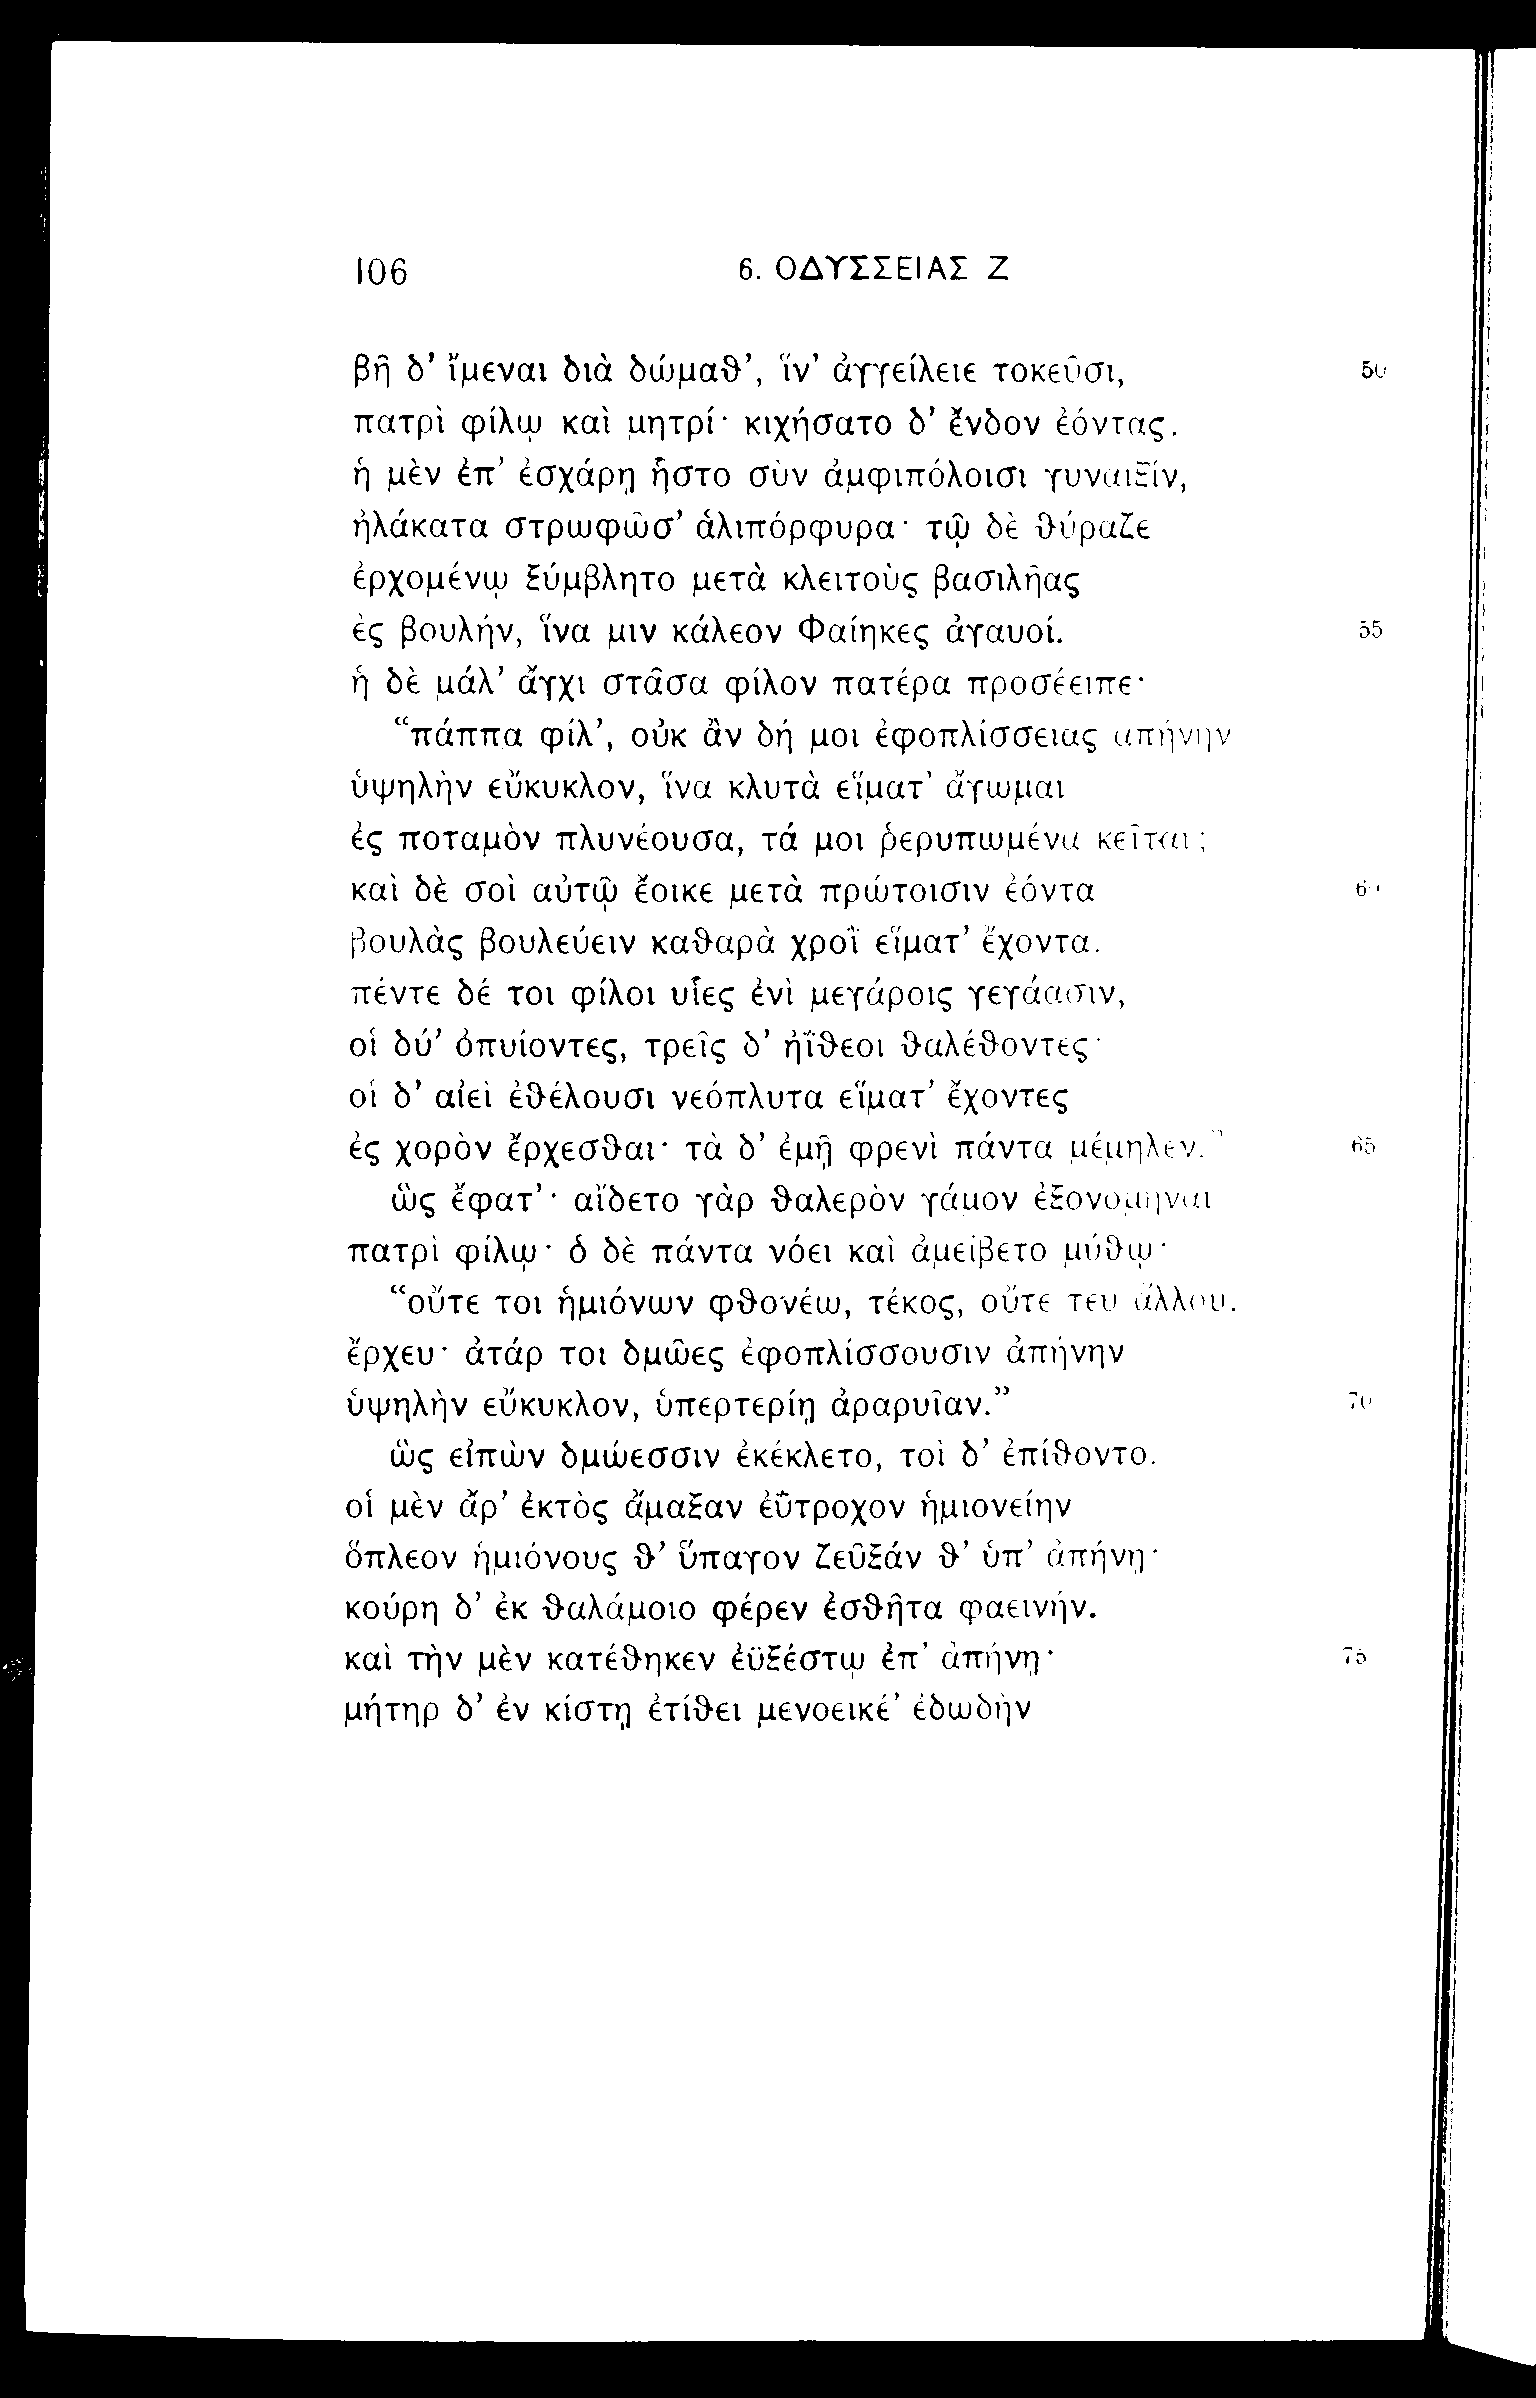 106 6. ΟΔΥΣΣΕΙΑΣ Ζ
βῆ δ’ ἴμεναι διὰ δώμαθ’, ἵν’ ἀγγείλειε τοκεῦσι, 50
πατρὶ φίλῳ καὶ μητρί· κιχήσατο δ’ ἔνδον ἐόντας.
ἡ μὲν ἐπ’ ἐσχάρῃ ἧστο σὺν ἀμφιπόλοισι γυναιξίν,
ἠλάκατα στρωφῶσ’ ἁλιπόρφυρα· τῷ δὲ θύραζε
ἐρχομένῳ ξύμβλητο μετὰ κλειτοὺς βασιλῆας
ἐς βουλήν, ἵνα μιν κάλεον Φαίηκες ἀγαυοί. 55
ἡ δὲ μάλ’ ἄγχι στᾶσα φίλον πατέρα προσέειπε·
“πάππα φίλ’, οὐκ ἂν δή μοι ἐφοπλίσσειας ἀπήνην
ὑψηλὴν εὔκυκλον, ἵνα κλυτὰ εἵματ’ ἄγωμαι
ἐς ποταμὸν πλυνέουσα, τά μοι ῥερυπωμένα κεῖται;
καὶ δὲ σοὶ αὐτῷ ἔοικε μετὰ πρώτοισιν ἐόντα 60
βουλὰς βουλεύειν καθαρὰ χροῒ εἵματ’ ἔχοντα.
πέντε δέ τοι φίλοι υἷες ἐνὶ μεγάροις γεγάασιν,
οἱ δύ’ ὀπυίοντες, τρεῖς δ’ ἠΐθεοι θαλέθοντες·
οἱ δ’ αἰεὶ ἐθέλουσι νεόπλυτα εἵματ’ ἔχοντες
ἐς χορὸν ἔρχεσθαι· τὰ δ’ ἐμῇ φρενὶ πάντα μέμηλεν.” 65
ὣς ἔφατ’· αἴδετο γὰρ θαλερὸν γάμον ἐξονομῆναι
πατρὶ φίλῳ· ὁ δὲ πάντα νόει καὶ ἀμείβετο μύθῳ·
“οὔτε τοι ἡμιόνων φθονέω, τέκος, οὔτε τευ ἄλλου.
ἔρχευ· ἀτάρ τοι δμῶες ἐφοπλίσσουσιν ἀπήνην
ὑψηλὴν εὔκυκλον, ὑπερτερίῃ ἀραρυῖαν.” 70
ὣς εἰπὼν δμώεσσιν ἐκέκλετο, τοὶ δ’ ἐπίθοντο.
οἱ μὲν ἄρ’ ἐκτὸς ἄμαξαν ἐΰτροχον ἡμιονείην
ὅπλεον ἡμιόνους θ’ ὕπαγον ζεῦξάν θ’ ὑπ’ ἀπήνῃ·
κούρη δ’ ἐκ θαλάμοιο φέρεν ἐσθῆτα φαεινήν.
καὶ τὴν μὲν κατέθηκεν ἐϋξέστῳ ἐπ’ ἀπήνῃ· 75
μήτηρ δ’ ἐν κίστῃ ἐτίθει μενοεικέ’ ἐδωδὴν